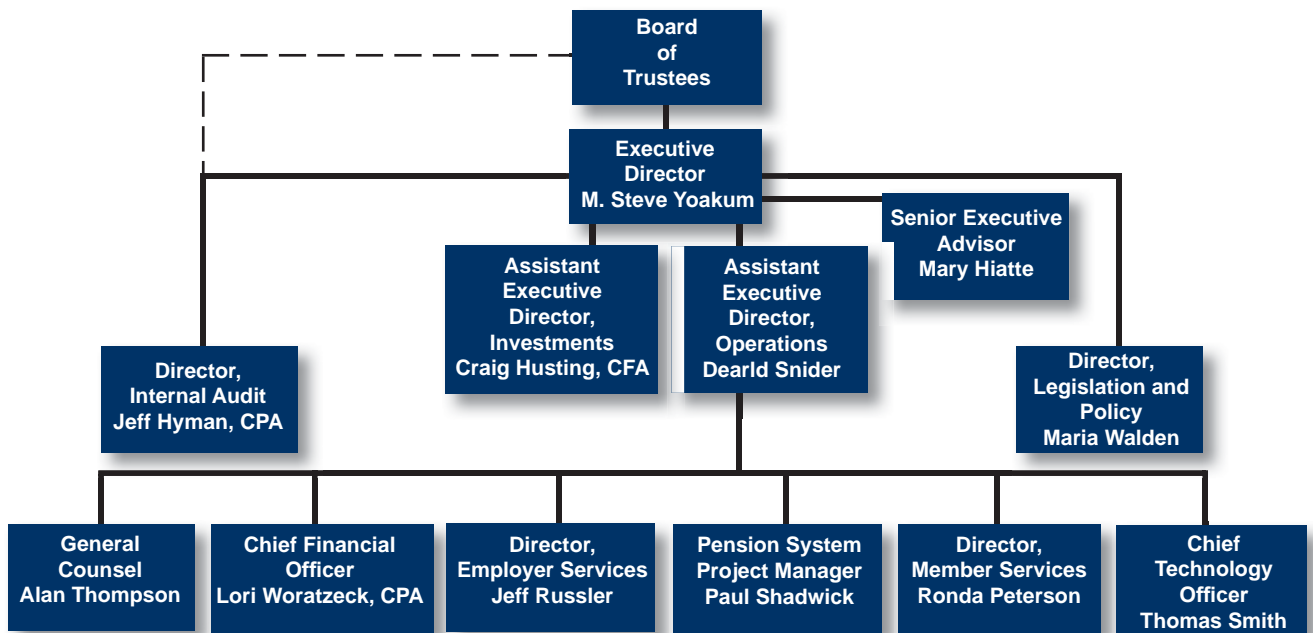 Board
of
Trustees
Executive
Director
M. Steve Yoakum
Senior Executive
Advisor
Mary Hiatte
Assistant
Executive
Director,
Investments
Craig Husting, CFA
Assistant
Executive
Director,
Operations
Dearld Snider
Director,
Internal Audit
Jeff Hyman, CPA
Director,
Legislation and
Policy
Maria Walden
General
Counsel
Alan Thompson
Chief Financial
Officer
Lori Woratzeck, CPA
Director,
Employer Services
Jeff Russler
Pension System
Project Manager
Paul Shadwick
Director,
Member Services
Ronda Peterson
Chief
Technology
Officer
Thomas Smith